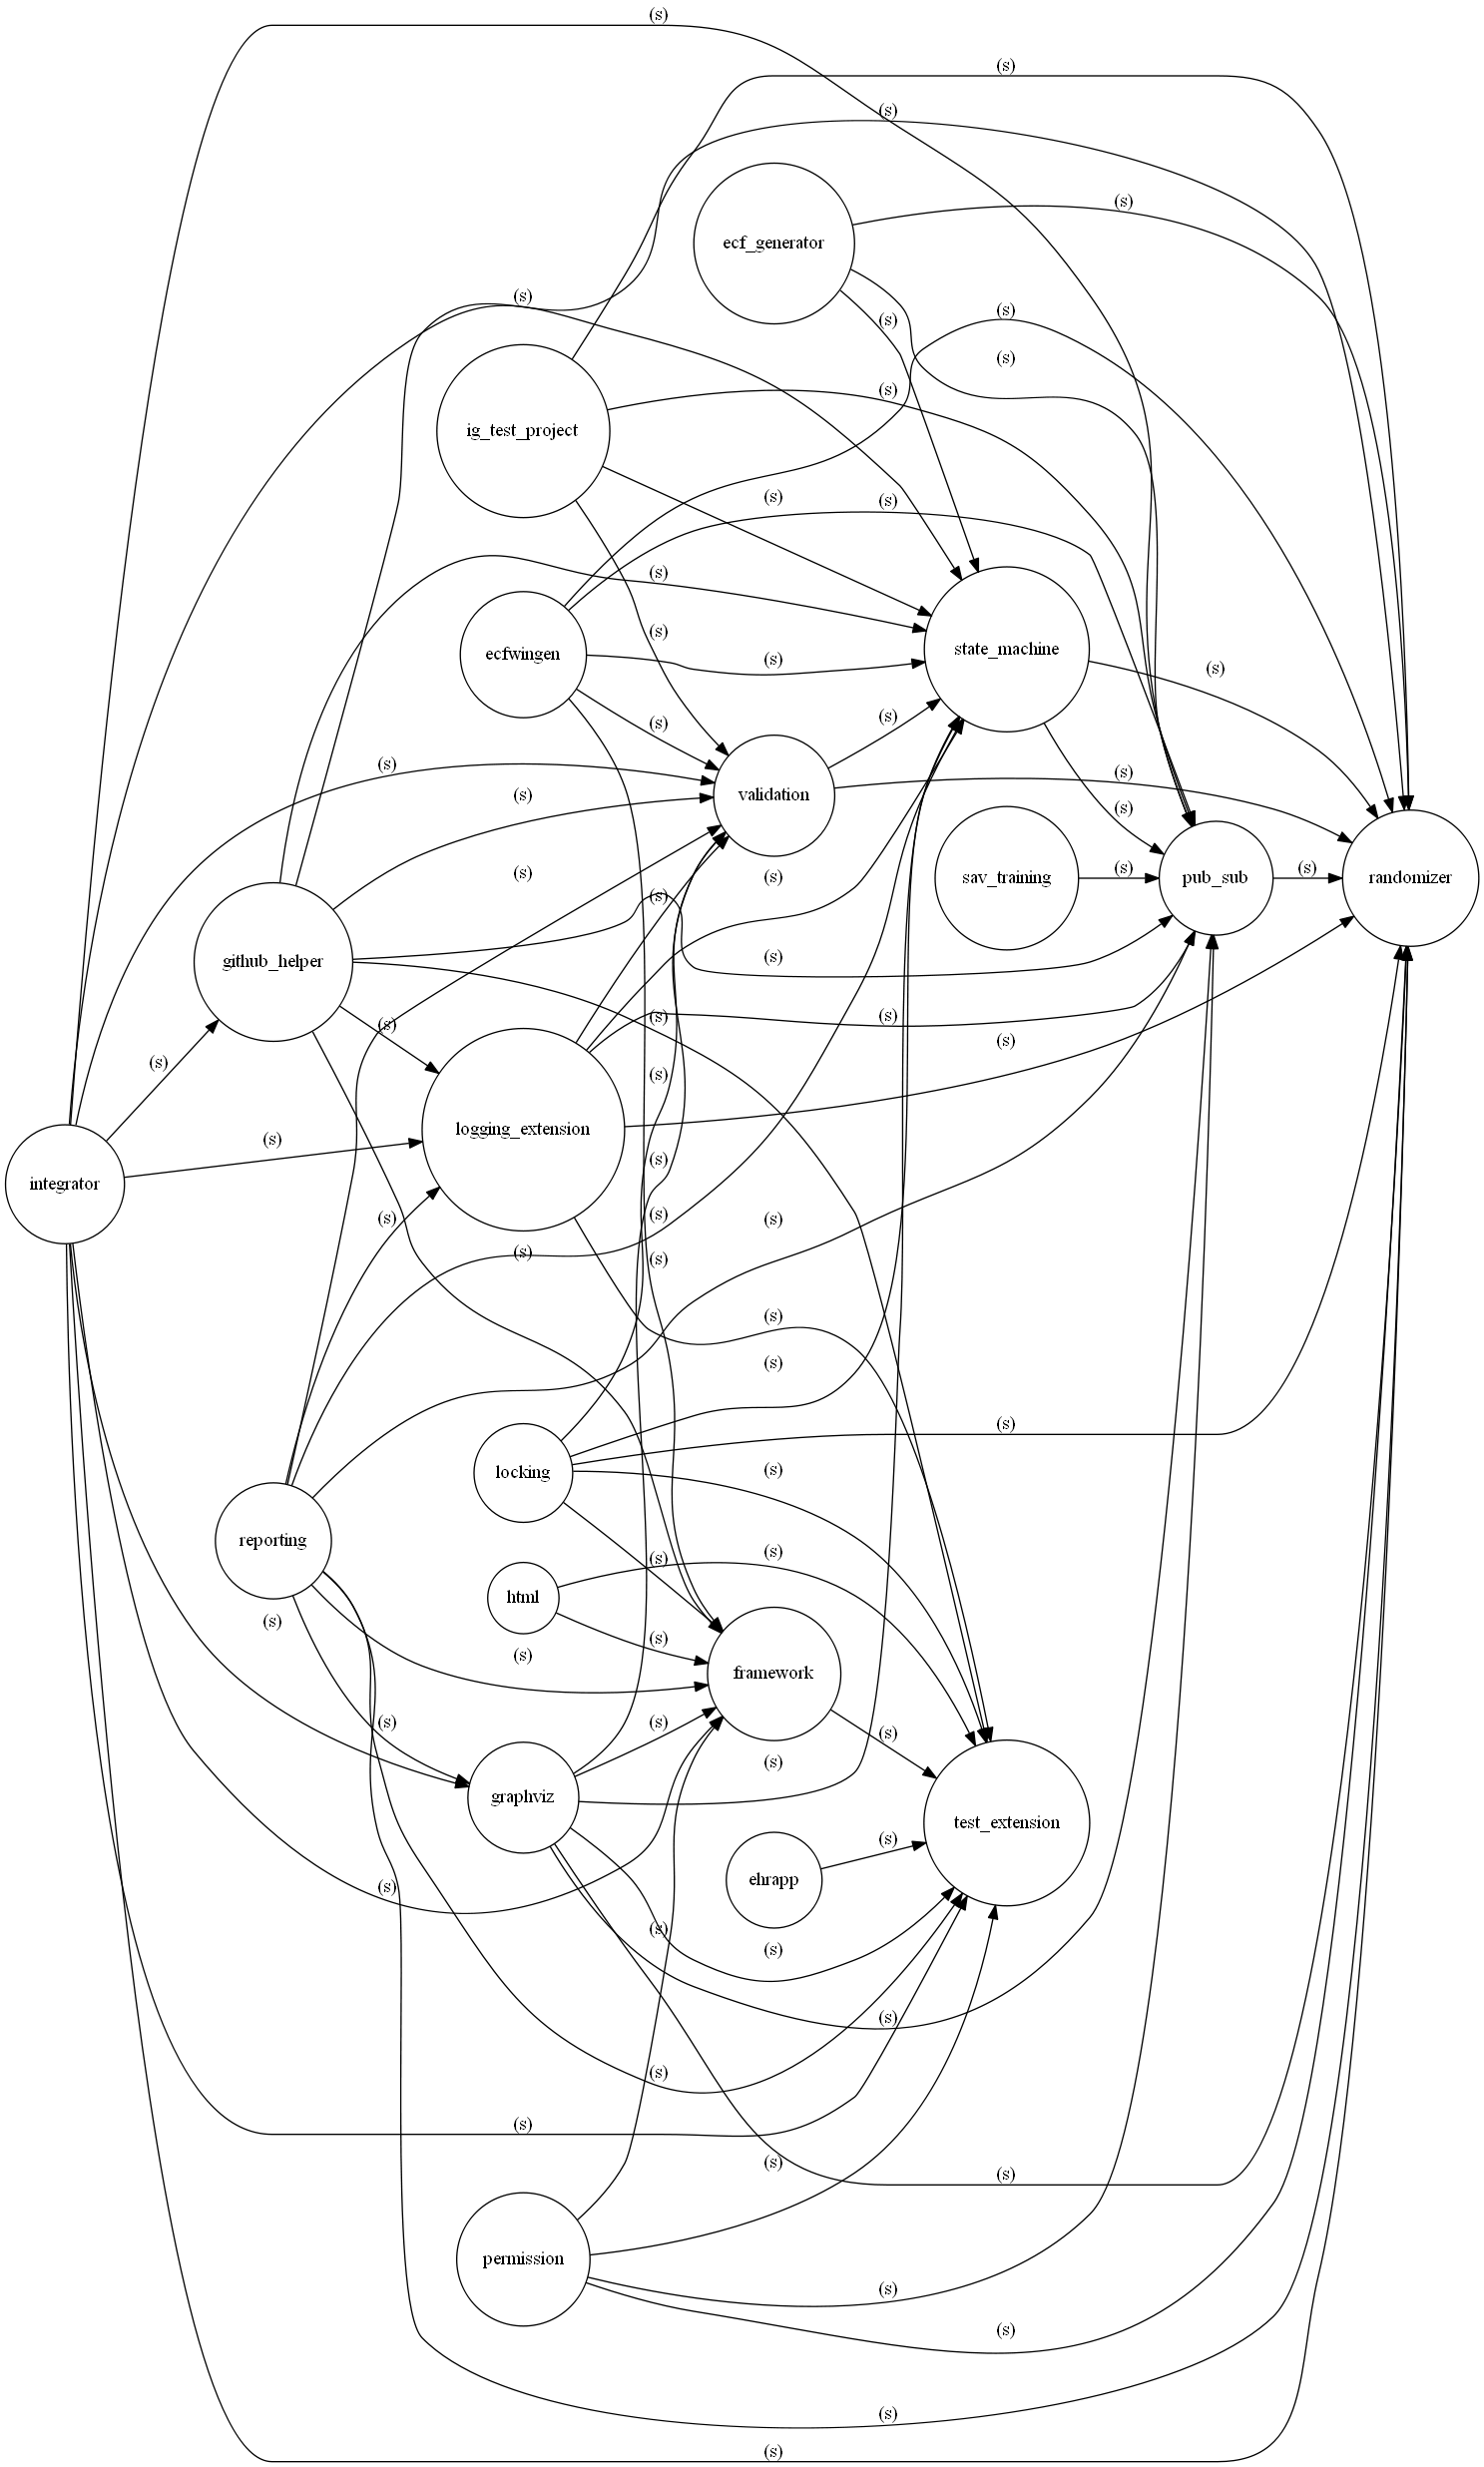 (s)
(s)
(s)
(s)
ecf_generator
(s)
(s)
(s)
(s)
(s)
ig_test_project
(s)
(s)
(s)
(s)
state_machine
ecfwingen
(s)
(s)
(s)
(s)
(s)
(s)
validation
(s)
(s)
(s)
(s)
(s)
(s)
sav_training
pub_sub
randomizer
(s)
(s)
github_helper
(s)
(s)
(s)
(s)
(s)
(s)
logging_extension
(s)
(s)
integrator
(s)
(s)
(s)
(s)
(s)
(s)
(s)
(s)
(s)
locking
reporting
(s)
(s)
html
(s)
(s)
(s)
framework
(s)
(s)
(s)
(s)
graphviz
test_extension
(s)
ehrapp
(s)
(s)
(s)
(s)
(s)
(s)
(s)
(s)
permission
(s)
(s)
(s)
(s)